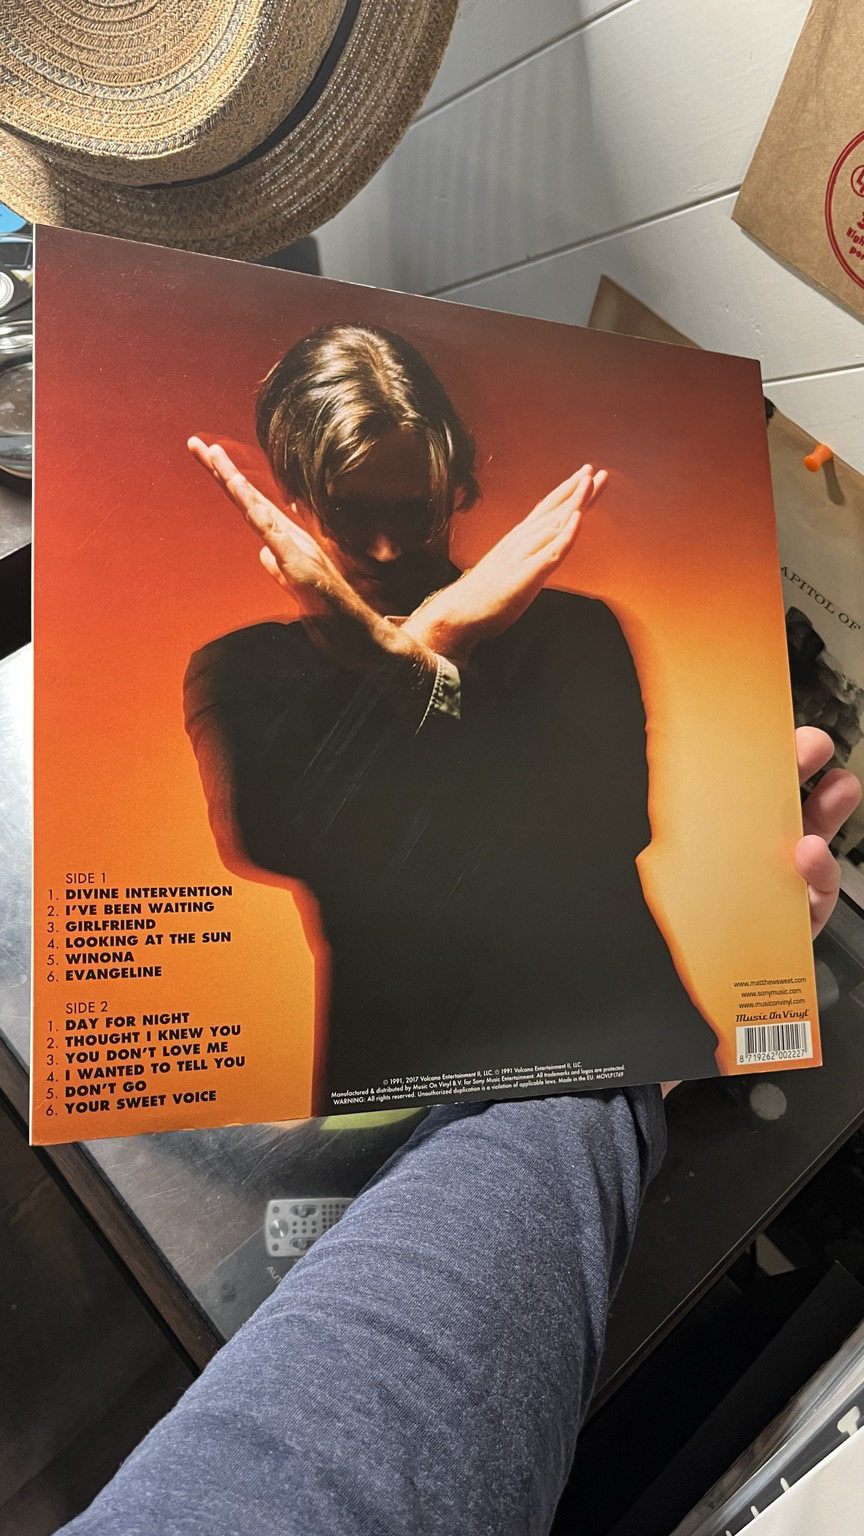 SIDE 1
1. DIVINE INTERVENTION
2. I'VE BEEN WAITING
3. GIRLFRIEND
4. LOOKING AT THE SUN
5. WINONA
6. EVANGELINE
SIDE 2
1. DAY FOR NIGHT
2. THOUGHT I KNEW YOU
3. YOU DON'T LOVE ME
4. I WANTED TO TELL YOU
5. DON'T GO
6. YOUR SWEET VOICE
© 1991, 2017 Volcano Entertainment II, LLC. © 1991 Volcano Entertainment II, LLC.
Manufactured & distributed by Music On Vinyl B.V. for Sony Music Entertainment. All trademarks and logos are protected.
WARNING: All rights reserved. Unauthorized duplication is a violation of applicable laws. Made in the EU. MOVLP1769
www.matthewsweet.com
www.sonymusic.com
www.musiconvinyl.com
Music On Vinyl
8 719262 002227
APITOL OF